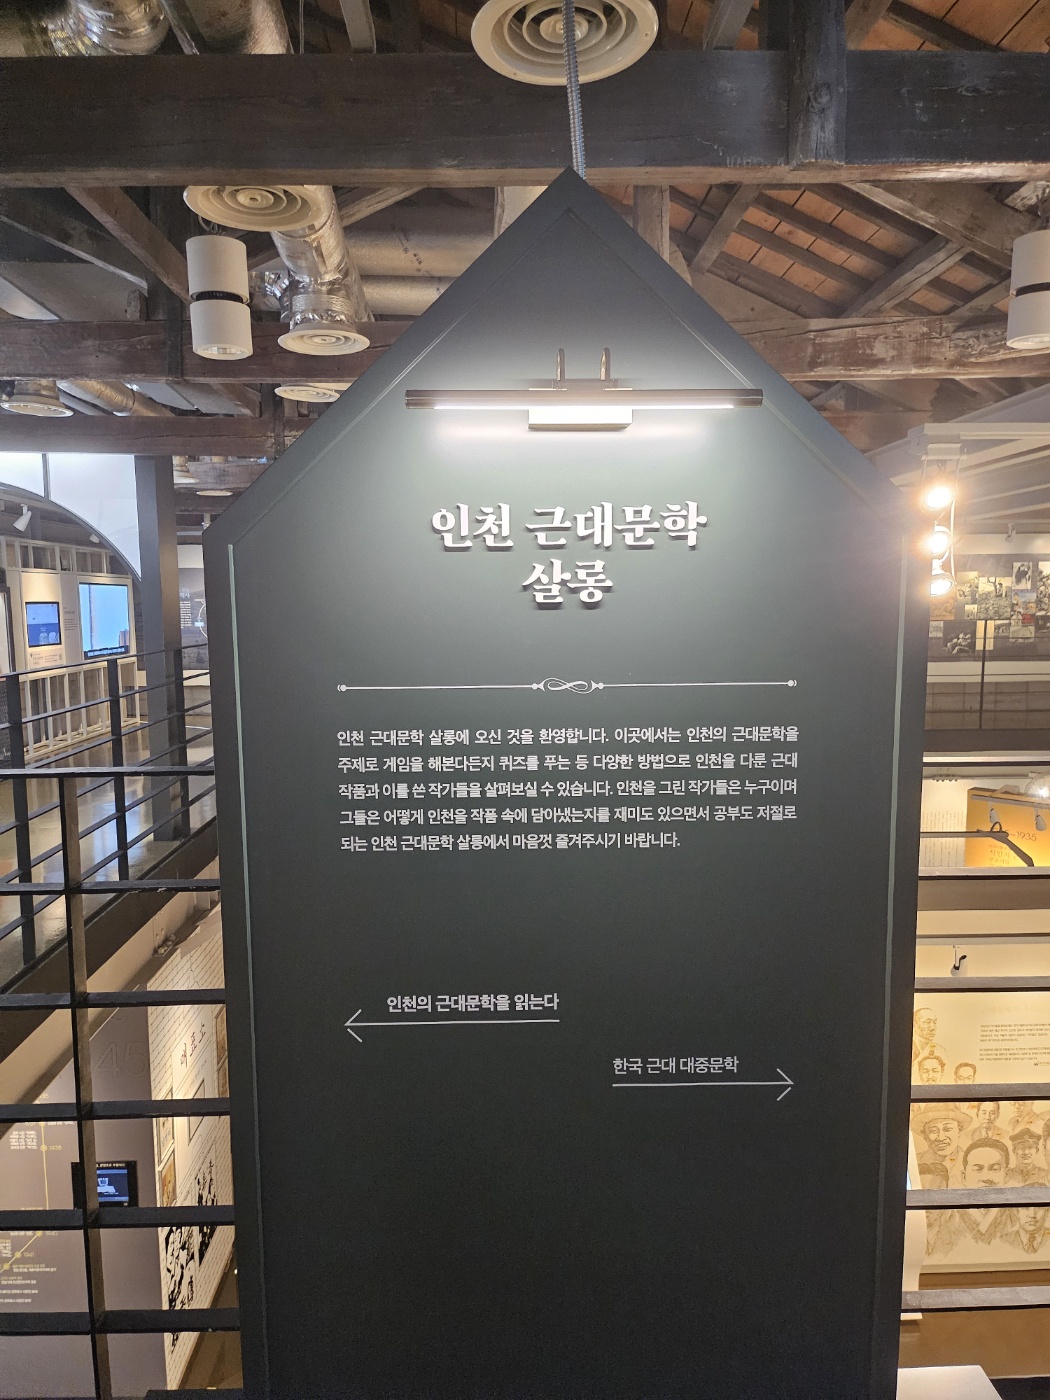 인천 근대문학
살롱
인천 근대문학 살롱에 오신 것을 환영합니다. 이곳에서는 인천의 근대문학을
주제로 게임을 해본다든지 퀴즈를 푸는 등 다양한 방법으로 인천을 다룬 근대
작품과 이를 쓴 작가들을 살펴보실 수 있습니다. 인천을 그린 작가들은 누구이며
그들은 어떻게 인천을 작품 속에 담아냈는지를 재미도 있으면서 공부도 저절로
되는 인천 근대문학 살롱에서 마음껏 즐겨주시기 바랍니다.
인천의 근대문학을 읽는다
한국 근대 대중문학